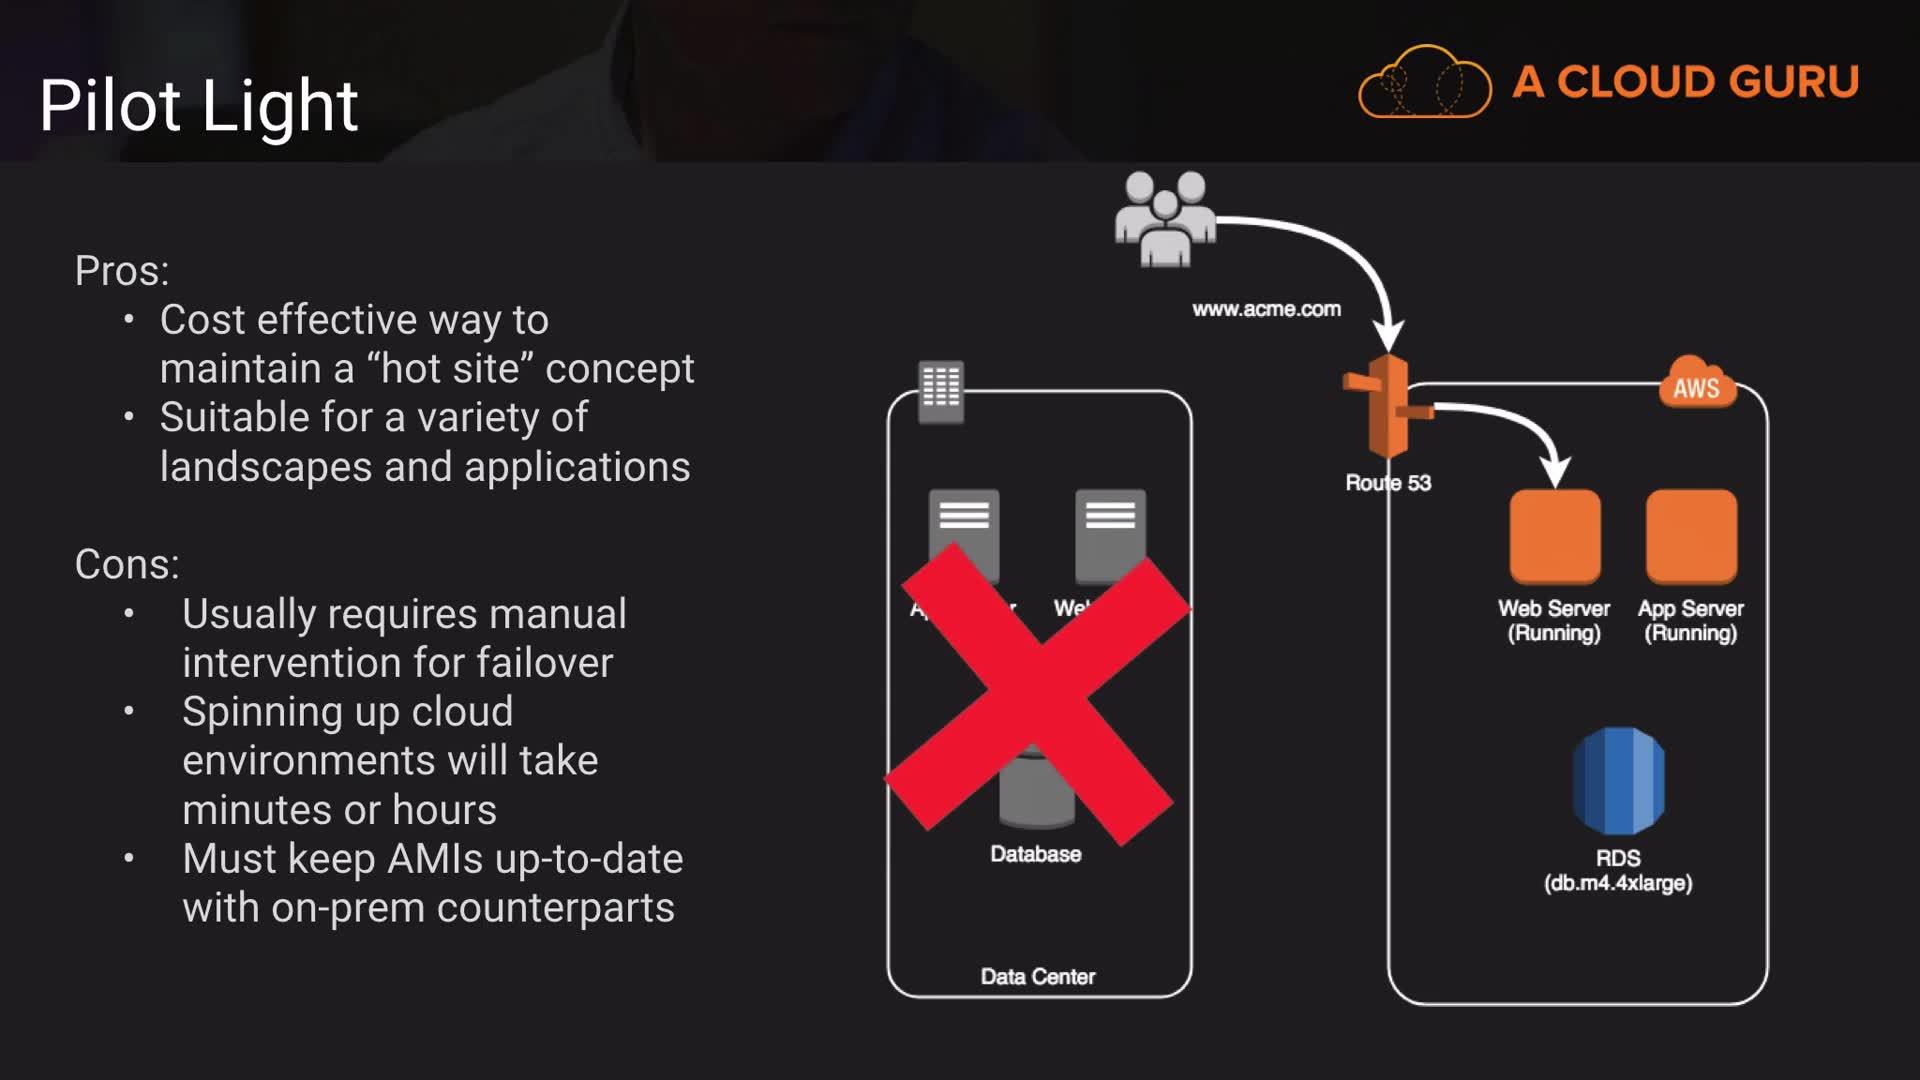 Pilot Light
A CLOUD GURU
Pros:
• Cost effective way to
maintain a “hot site” concept
• Suitable for a variety of
landscapes and applications
Cons:
• Usually requires manual
intervention for failover
• Spinning up cloud
environments will take
minutes or hours
• Must keep AMIs up-to-date
with on-prem counterparts
www.acme.com
AWS
Route 53
Web Server
(Running)
App Server
(Running)
RDS
(db.m4.4xlarge)
Database
Data Center